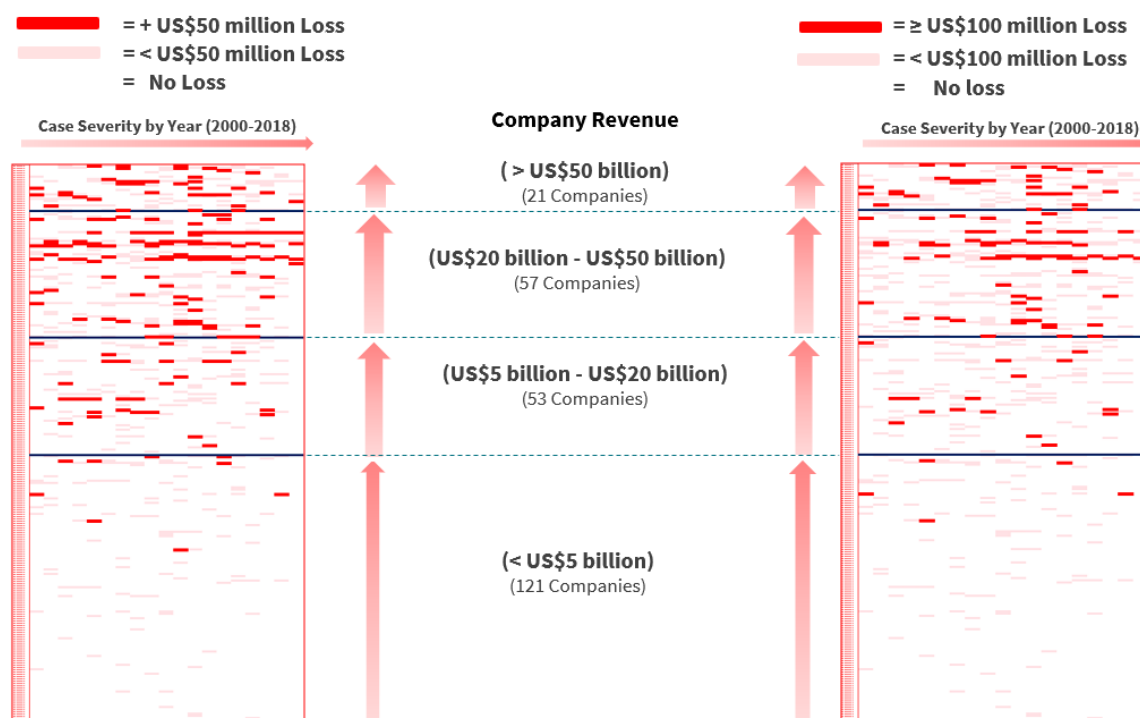 = + US$50 million Loss
= < US$50 million Loss
= No Loss
= ≥ US$100 million Loss
= < US$100 million Loss
= No loss
Case Severity by Year (2000-2018)
Company Revenue
Case Severity by Year (2000-2018)
( > US$50 billion)
(21 Companies)
(US$20 billion - US$50 billion)
(57 Companies)
(US$5 billion - US$20 billion)
(53 Companies)
(< US$5 billion)
(121 Companies)